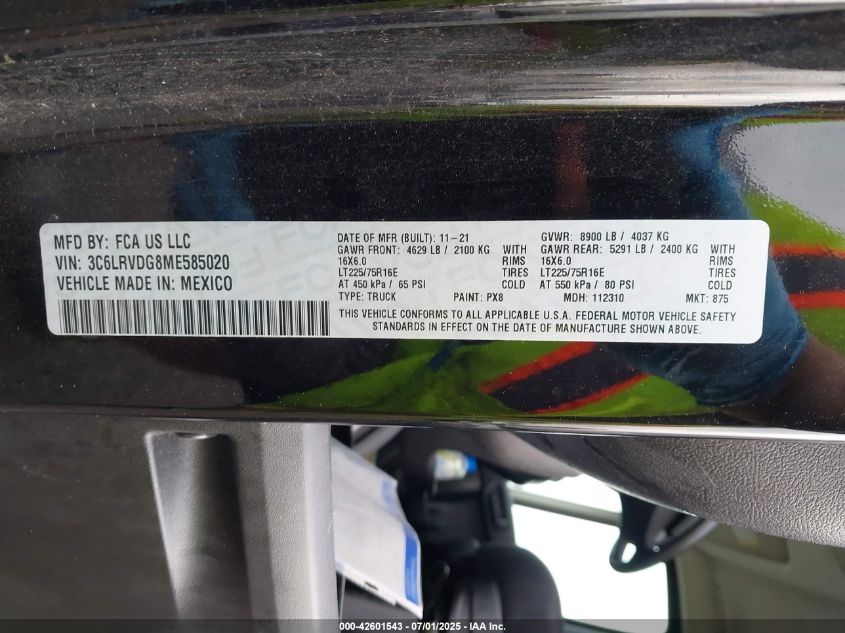 MFD BY: FCA US LLC
VIN: 3C6LRVDG8ME585020
VEHICLE MADE IN: MEXICO
DATE OF MFR (BUILT): 11-21
GAWR FRONT: 4629 LB / 2100 KG WITH
16X6.0 RIMS
LT225/75R16E TIRES
AT 450 kPa / 65 PSI COLD
TYPE: TRUCK PAINT: PX8
GVWR: 8900 LB / 4037 KG
GAWR REAR: 5291 LB / 2400 KG WITH
16X6.0 RIMS
LT225/75R16E TIRES
AT 550 kPa / 80 PSI COLD
MDH: 112310 MKT: 875
THIS VEHICLE CONFORMS TO ALL APPLICABLE U.S.A. FEDERAL MOTOR VEHICLE SAFETY
STANDARDS IN EFFECT ON THE DATE OF MANUFACTURE SHOWN ABOVE.
000-42601543 - 07/01/2025 - IAA Inc.